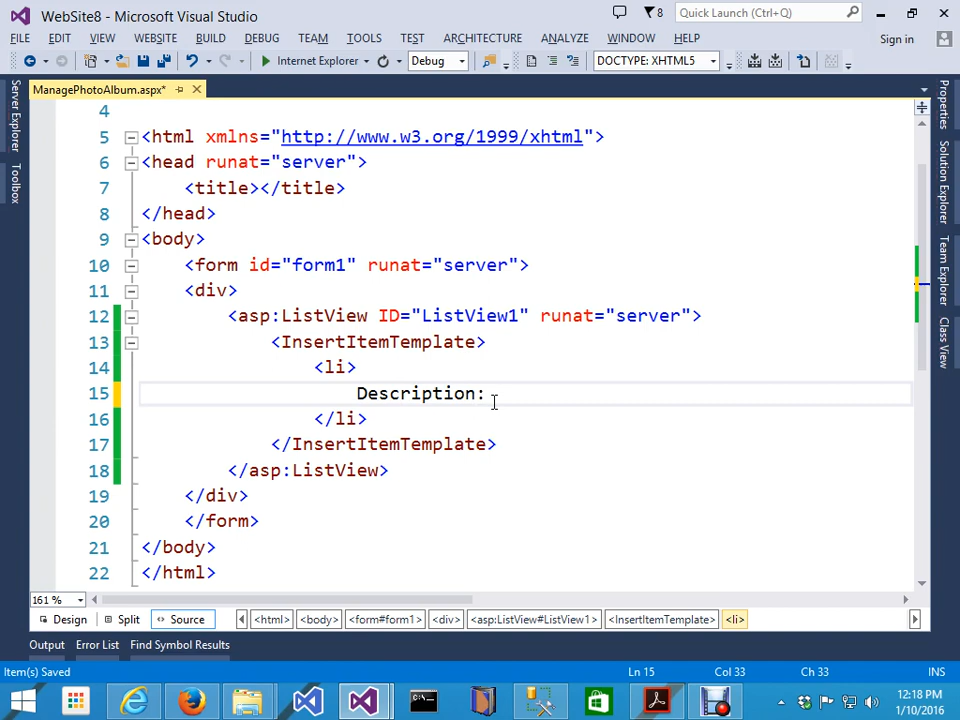 WebSite8 - Microsoft Visual Studio
8
Quick Launch (Ctrl+Q)
FILE EDIT VIEW WEBSITE BUILD DEBUG TEAM TOOLS TEST ARCHITECTURE ANALYZE WINDOW HELP
Sign in
Internet Explorer
Debug
DOCTYPE: XHTML5
ManagePhotoAlbum.aspx*
Server Explorer
Toolbox
Properties
Solution Explorer
Team Explorer
Class View
4
5 <html xmlns="http://www.w3.org/1999/xhtml">
6 <head runat="server">
7 <title></title>
8 </head>
9 <body>
10 <form id="form1" runat="server">
11 <div>
12 <asp:ListView ID="ListView1" runat="server">
13 <InsertItemTemplate>
14 <li>
15 Description:
16 </li>
17 </InsertItemTemplate>
18 </asp:ListView>
19 </div>
20 </form>
21 </body>
22 </html>
161 %
Design Split Source <html> <body> <form#form1> <div> <asp:ListView#ListView1> <InsertItemTemplate> <li>
Output Error List Find Symbol Results
Item(s) Saved Ln 15 Col 33 Ch 33 INS
12:18 PM
1/10/2016